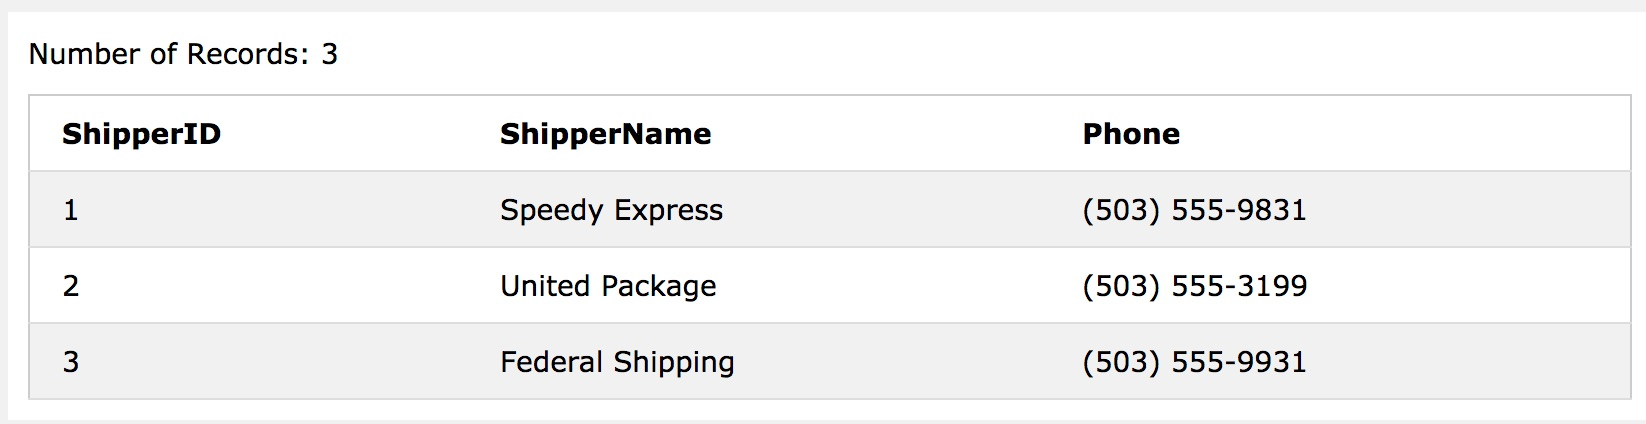 Number of Records: 3
ShipperID ShipperName Phone
1 Speedy Express (503) 555-9831
2 United Package (503) 555-3199
3 Federal Shipping (503) 555-9931